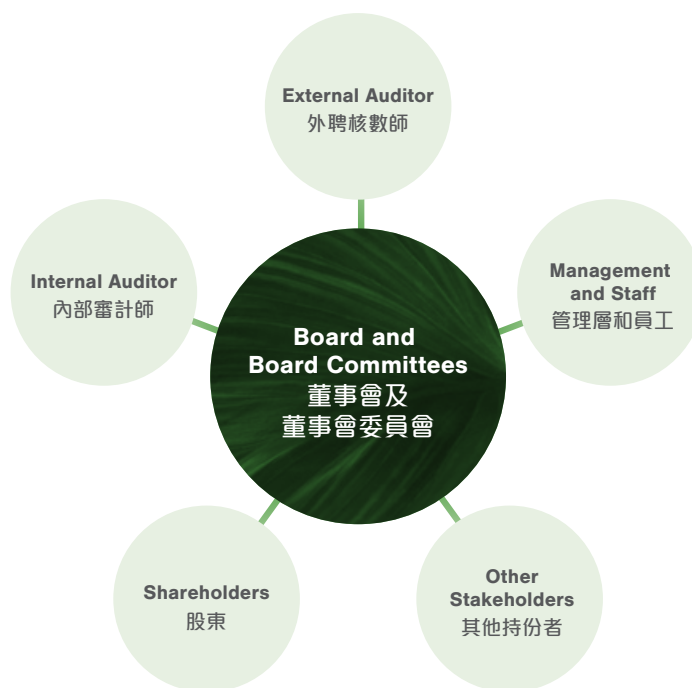 External Auditor
外聘核數師
Internal Auditor
內部審計師
Management
and Staff
管理層和員工
Board and
Board Committees
董事會及
董事會委員會
Shareholders
股東
Other
Stakeholders
其他持份者